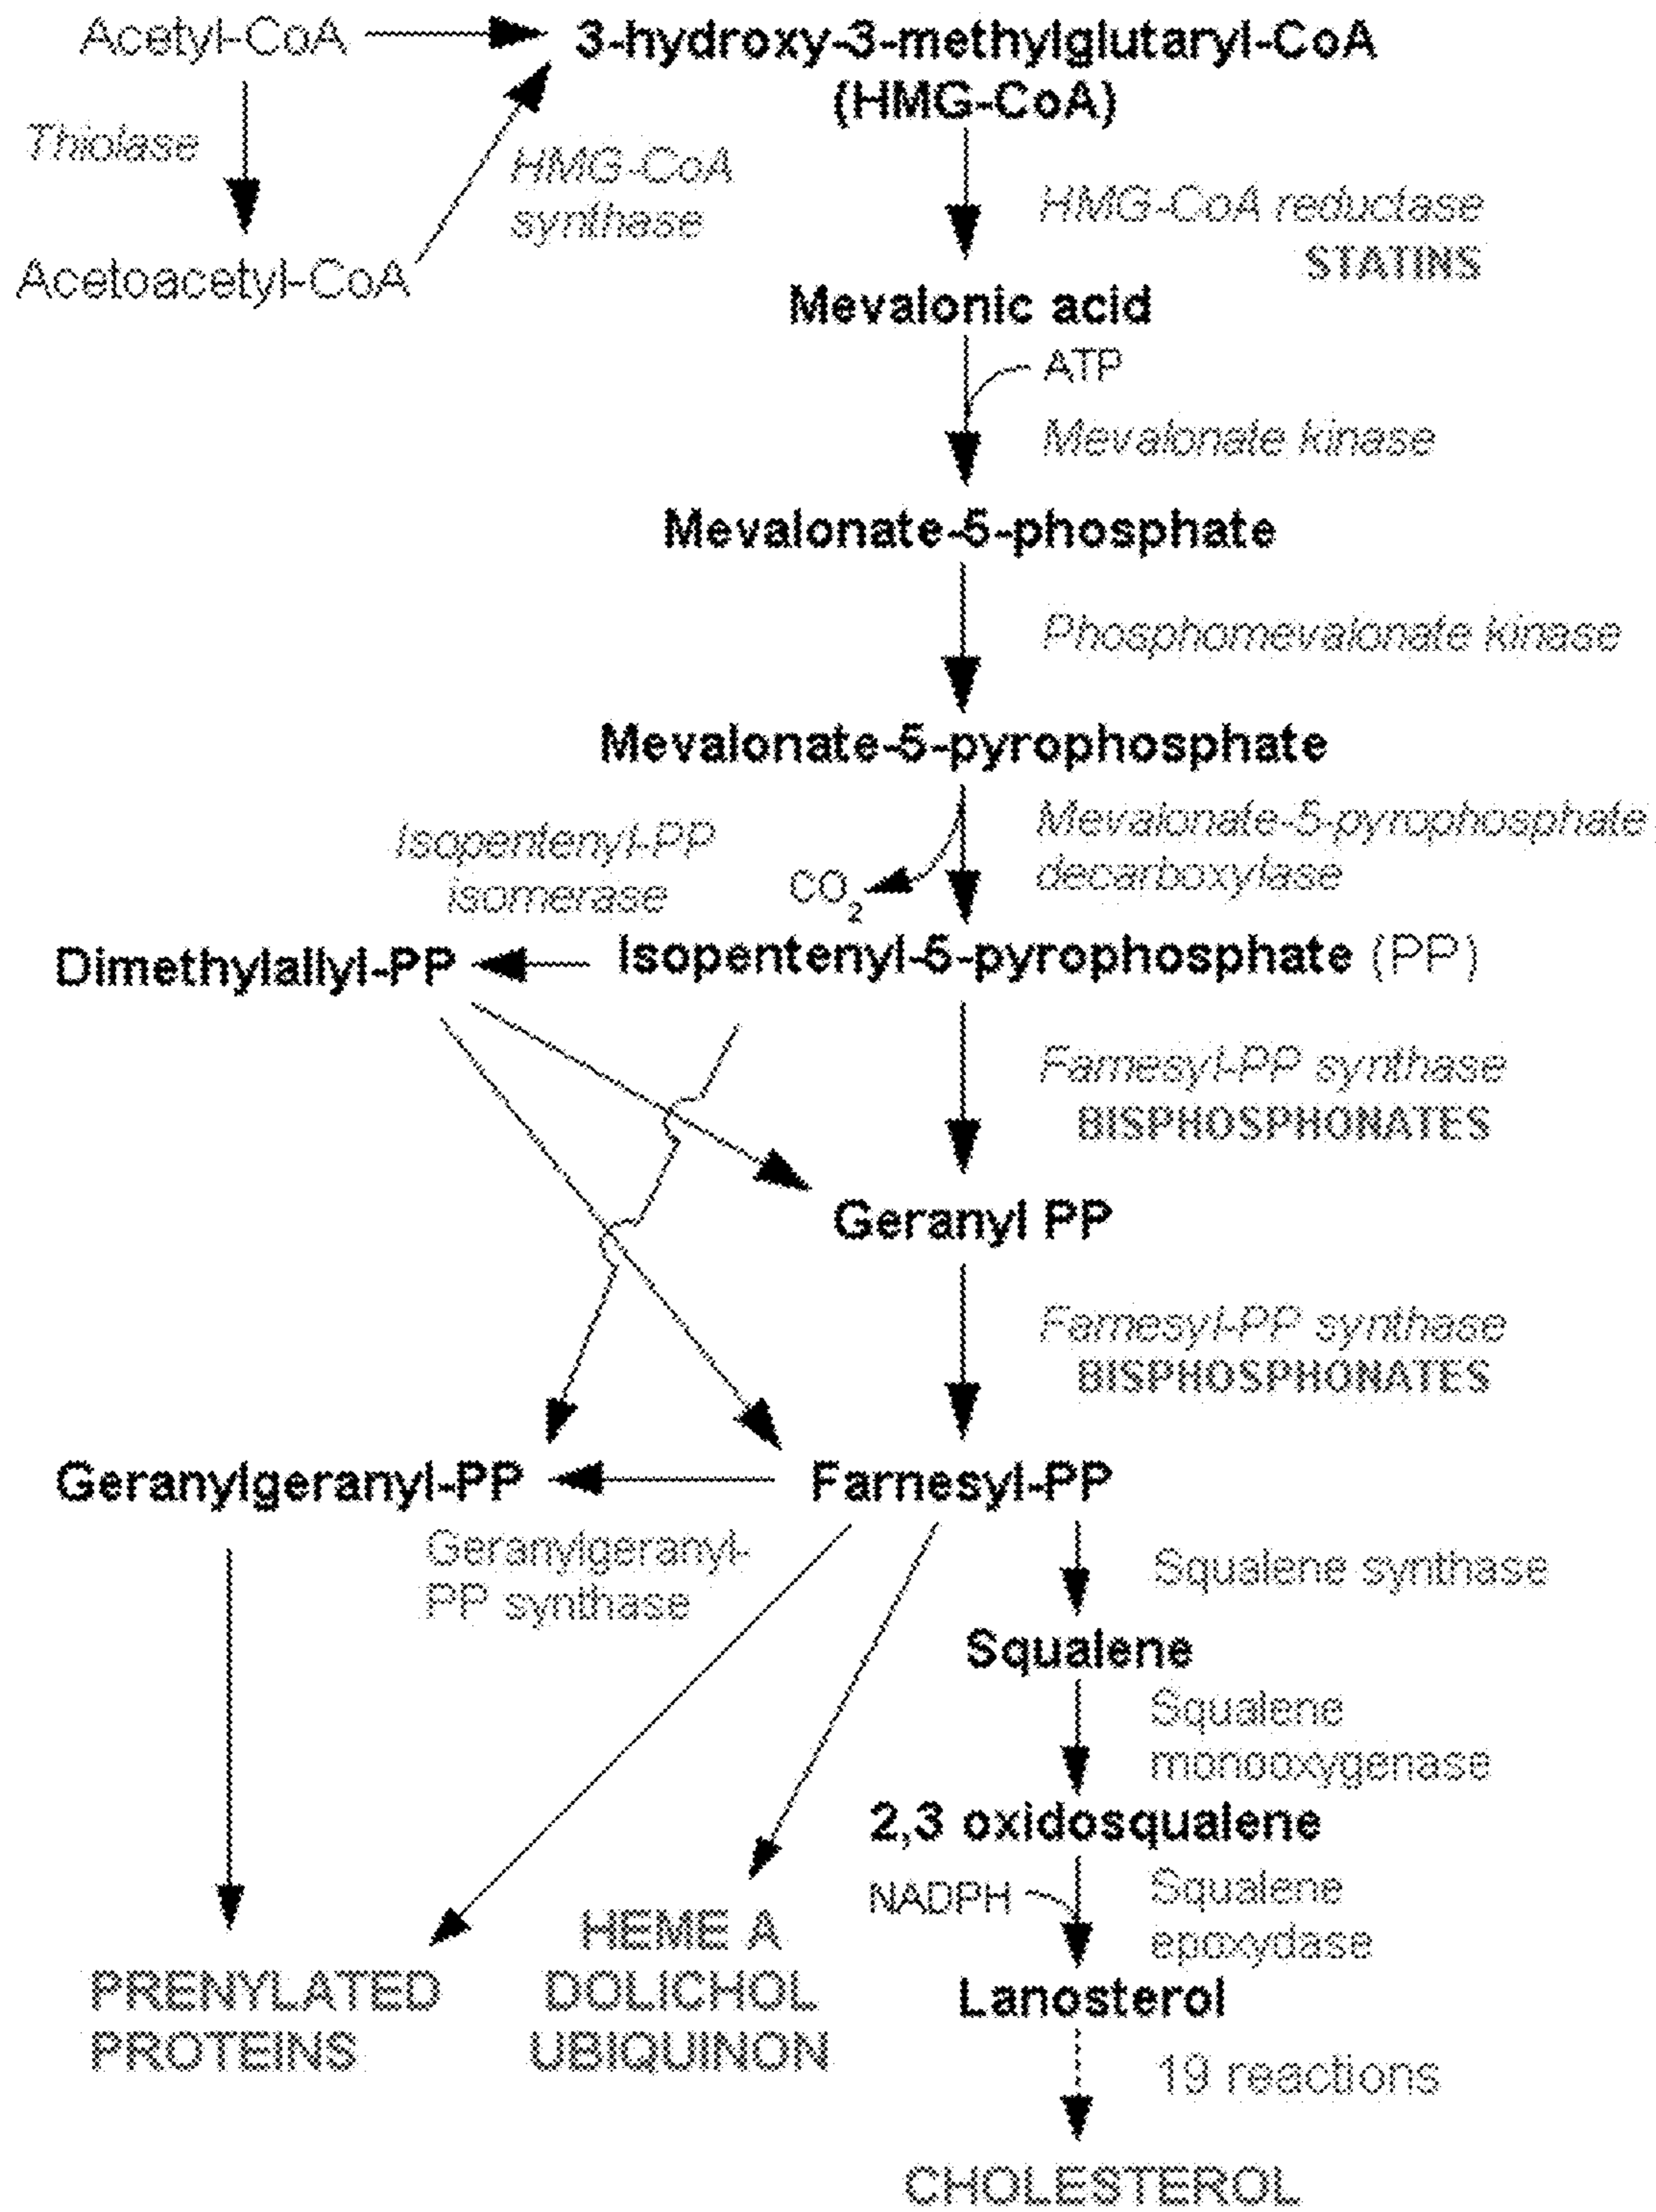 Acetyl-CoA
3-hydroxy-3-methylglutaryl-CoA
(HMG-CoA)
Thiolase
HMG-CoA
synthase
HMG-CoA reductase
STATINS
Acetoacetyl-CoA
Mevalonic acid
ATP
Mevalonate kinase
Mevalonate-5-phosphate
Phosphomevalonate kinase
Mevalonate-5-pyrophosphate
Isopentenyl-PP
isomerase
CO2
Mevalonate-5-pyrophosphate
decarboxylase
Dimethylallyl-PP
Isopentenyl-5-pyrophosphate (PP)
Farnesyl-PP synthase
BISPHOSPHONATES
Geranyl PP
Farnesyl-PP synthase
BISPHOSPHONATES
Geranylgeranyl-PP
Farnesyl-PP
Geranylgeranyl-
PP synthase
Squalene synthase
Squalene
Squalene
monooxygenase
2,3 oxidosqualene
NADPH
Squalene
epoxydase
HEME A
DOLICHOL
UBIQUINON
PRENYLATED
PROTEINS
Lanosterol
19 reactions
CHOLESTEROL